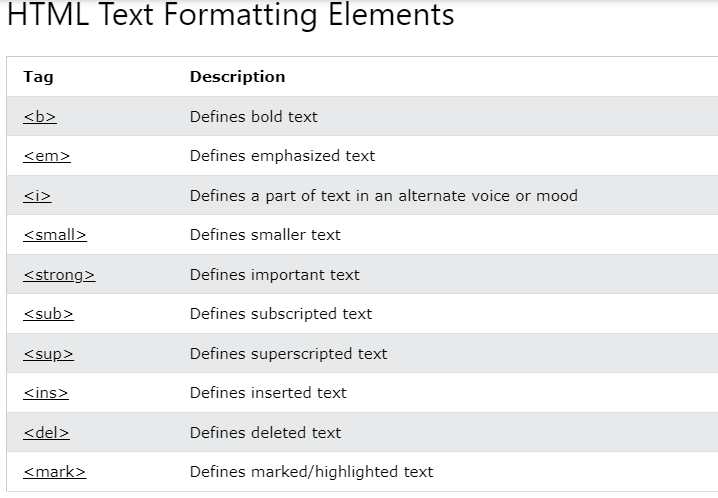 HTML Text Formatting Elements
Tag Description
<b> Defines bold text
<em> Defines emphasized text
<i> Defines a part of text in an alternate voice or mood
<small> Defines smaller text
<strong> Defines important text
<sub> Defines subscripted text
<sup> Defines superscripted text
<ins> Defines inserted text
<del> Defines deleted text
<mark> Defines marked/highlighted text